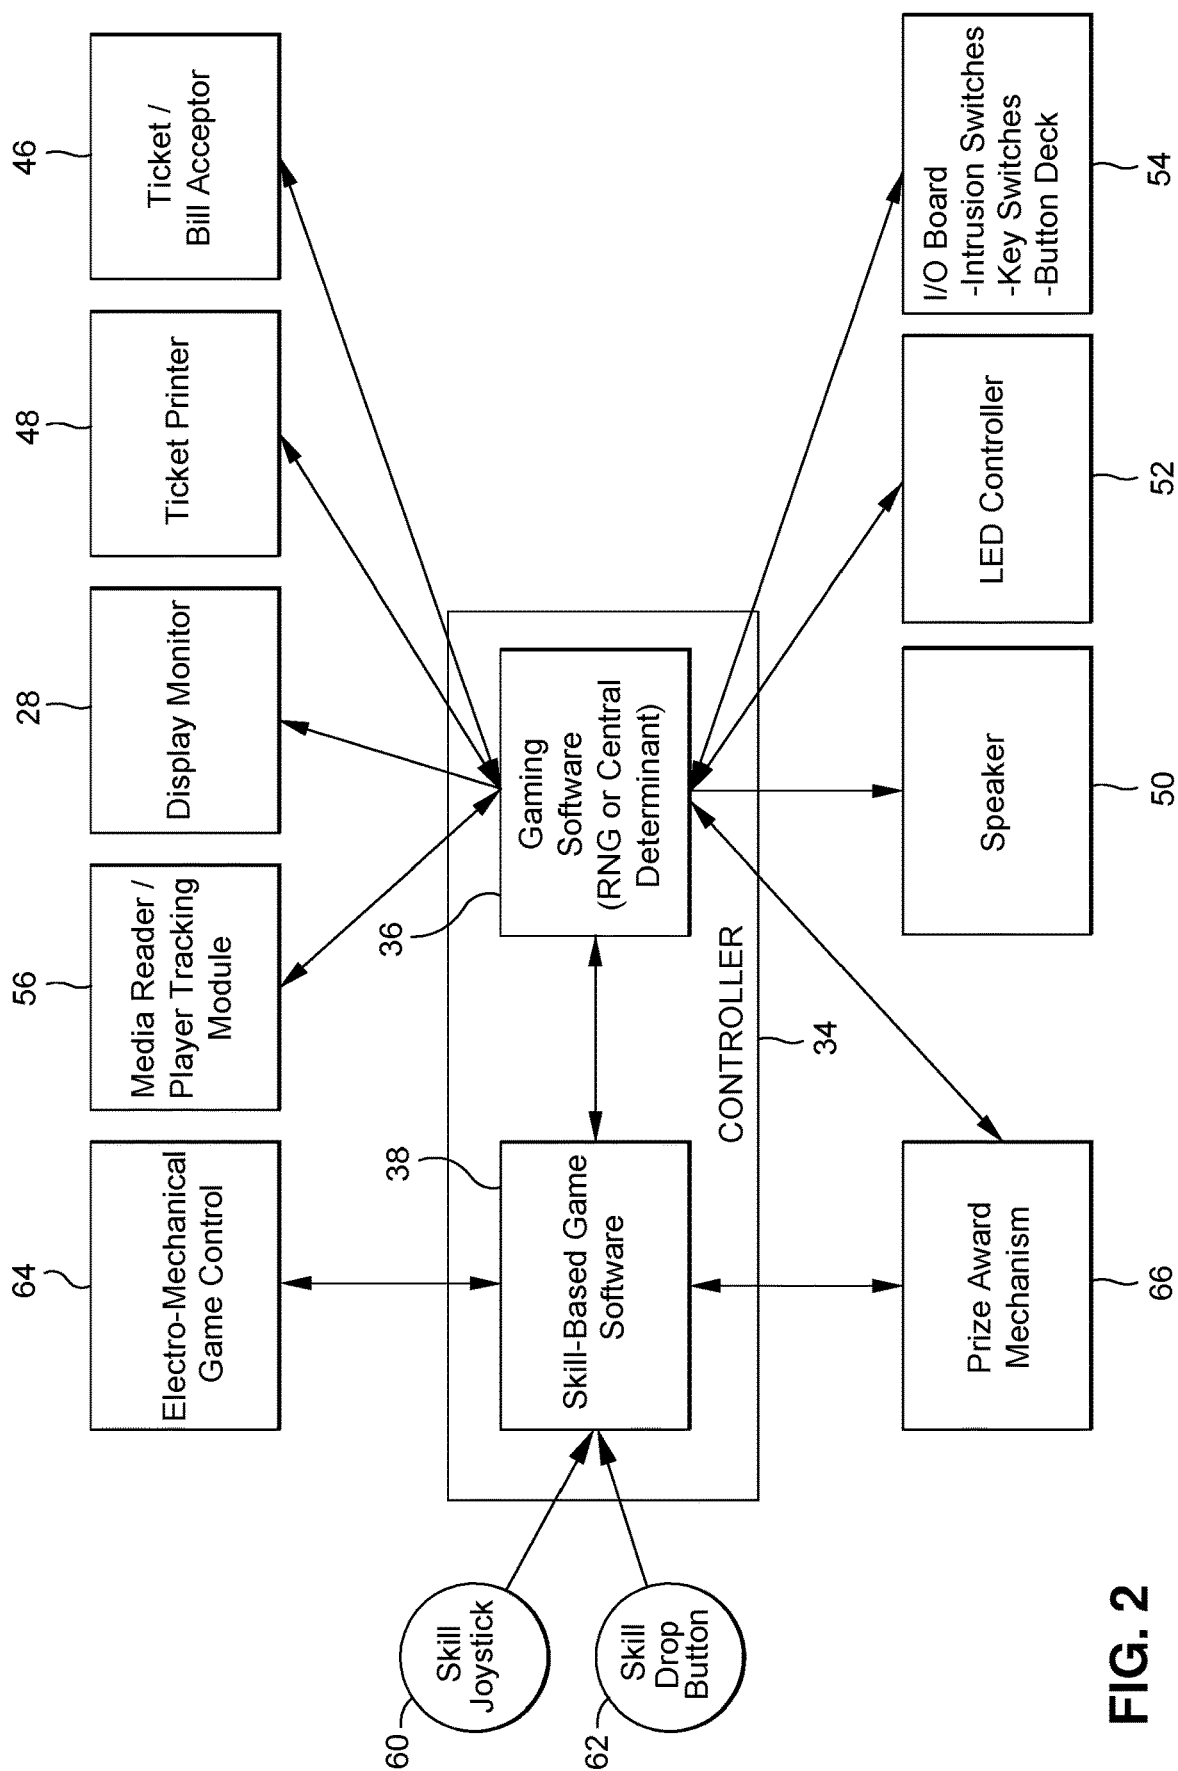 64
56
28
48
46
Electro-Mechanical
Game Control
Media Reader /
Player Tracking
Module
Display Monitor
Ticket Printer
Ticket /
Bill Acceptor
60
Skill
Joystick
62
Skill
Drop
Button
38
Skill-Based Game
Software
36
Gaming
Software
(RNG or Central
Determinant)
CONTROLLER
34
Prize Award
Mechanism
Speaker
LED Controller
I/O Board
-Intrusion Switches
-Key Switches
-Button Deck
66
50
52
54
FIG. 2